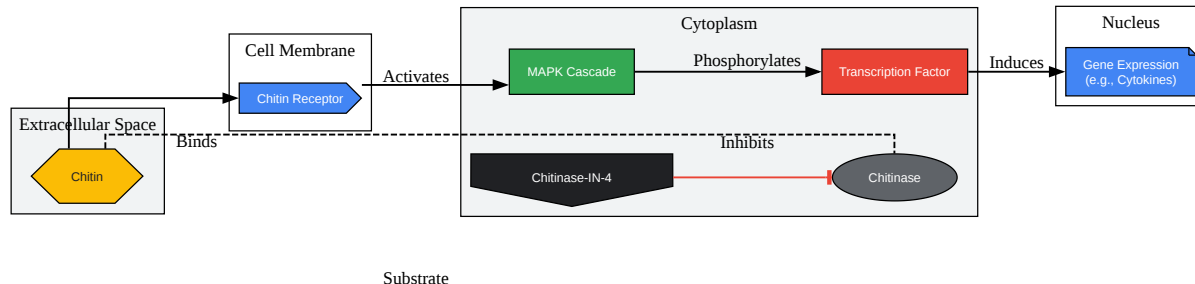 Cytoplasm
Nucleus
Cell Membrane
Activates
MAPK Cascade
Phosphorylates
Transcription Factor
Induces
Gene Expression
(e.g., Cytokines)
Chitin Receptor
Extracellular Space
Binds
Inhibits
Chitin
Chitinase-IN-4
Chitinase
Substrate